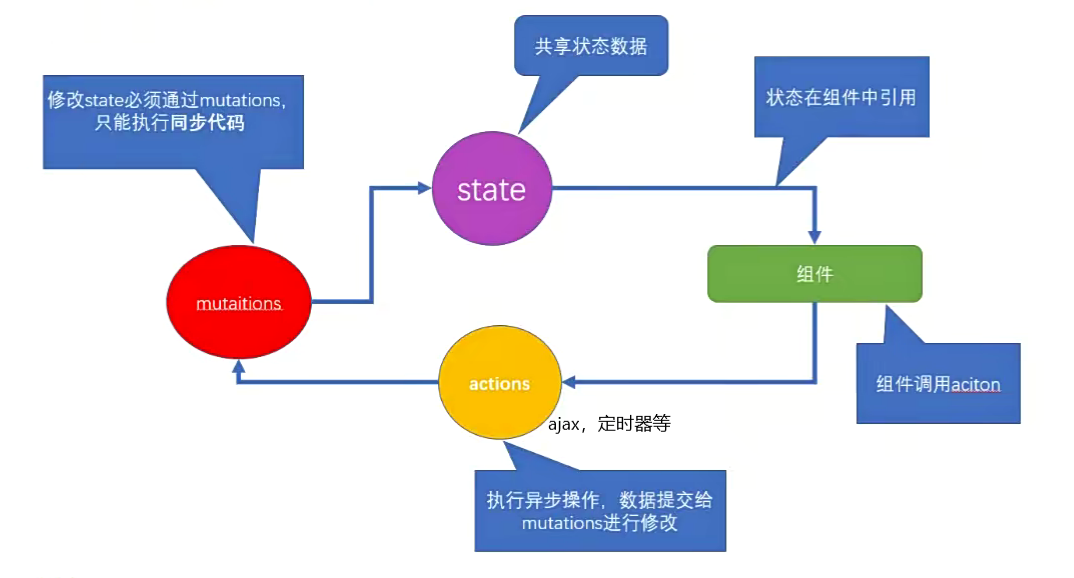 共享状态数据
状态在组件中引用
修改state必须通过mutations，
只能执行同步代码
state
组件
mutaitions
actions
组件调用aciton
ajax，定时器等
执行异步操作，数据提交给
mutations进行修改